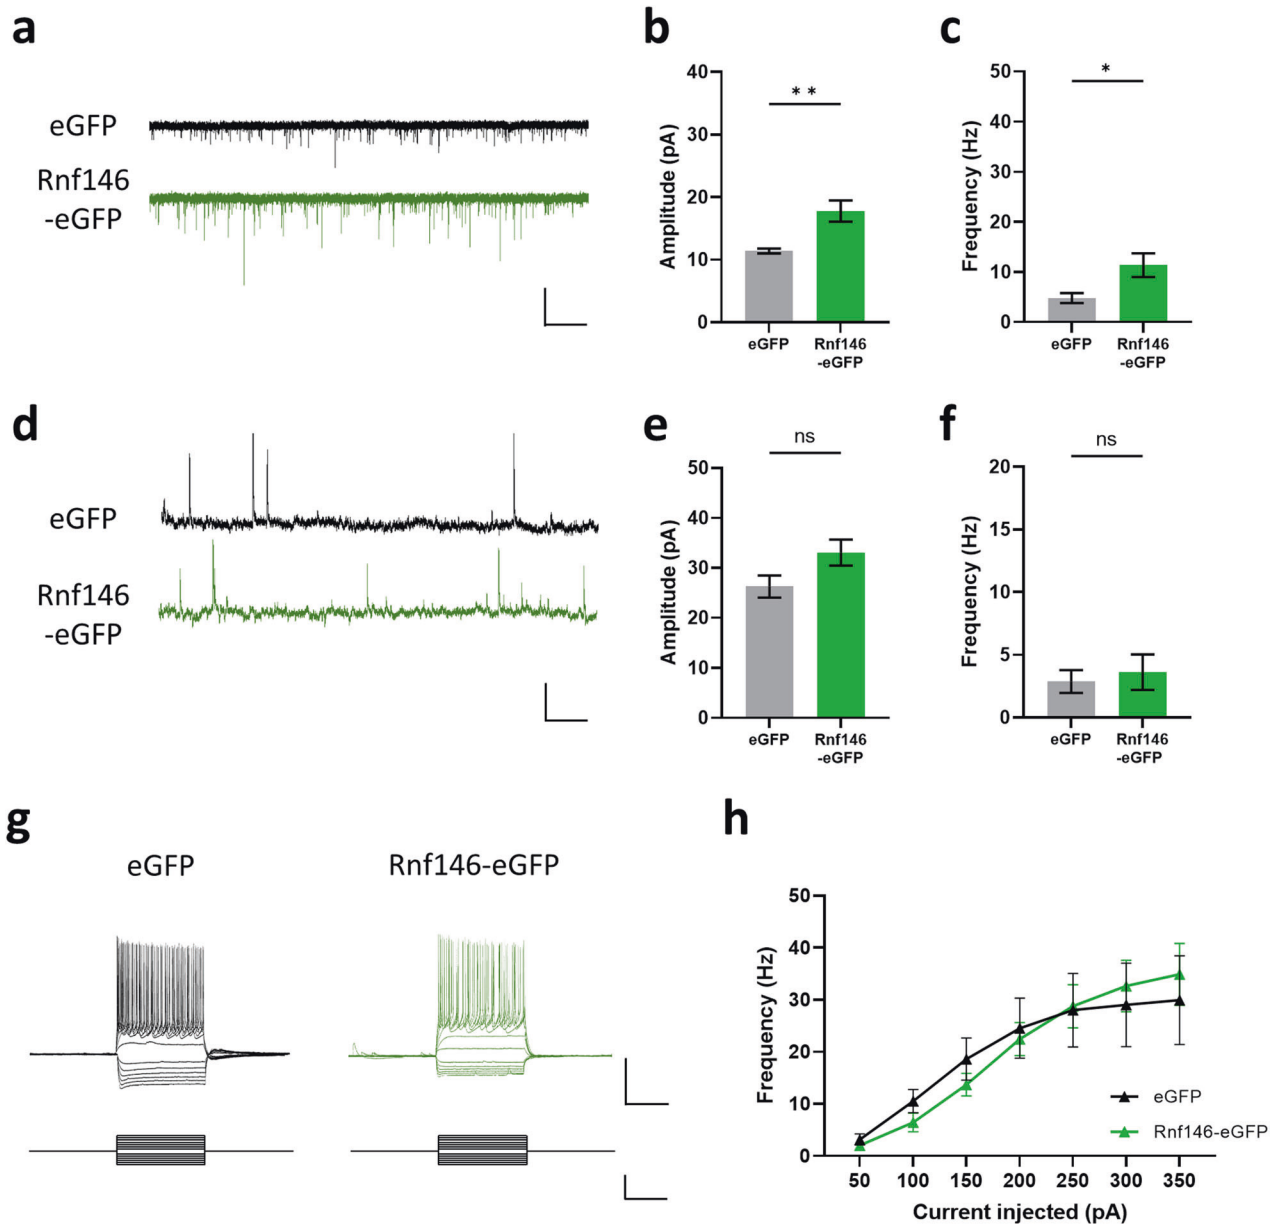 a
eGFP
Rnf146
-eGFP
b
Amplitude (pA)
40
30
20
10
0
**
eGFP
Rnf146
-eGFP
c
Frequency (Hz)
50
40
30
20
10
0
*
eGFP
Rnf146
-eGFP
d
eGFP
Rnf146
-eGFP
e
Amplitude (pA)
50
40
30
20
10
0
ns
eGFP
Rnf146
-eGFP
f
Frequency (Hz)
20
15
10
5
0
ns
eGFP
Rnf146
-eGFP
g
eGFP
Rnf146-eGFP
h
Frequency (Hz)
50
40
30
20
10
0
eGFP
Rnf146-eGFP
50 100 150 200 250 300 350
Current injected (pA)